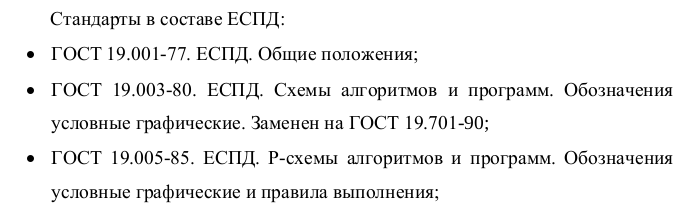 Стандарты в составе ЕСПД:
• ГОСТ 19.001-77. ЕСПД. Общие положения;
• ГОСТ 19.003-80. ЕСПД. Схемы алгоритмов и программ. Обозначения
условные графические. Заменен на ГОСТ 19.701-90;
• ГОСТ 19.005-85. ЕСПД. Р-схемы алгоритмов и программ. Обозначения
условные графические и правила выполнения;